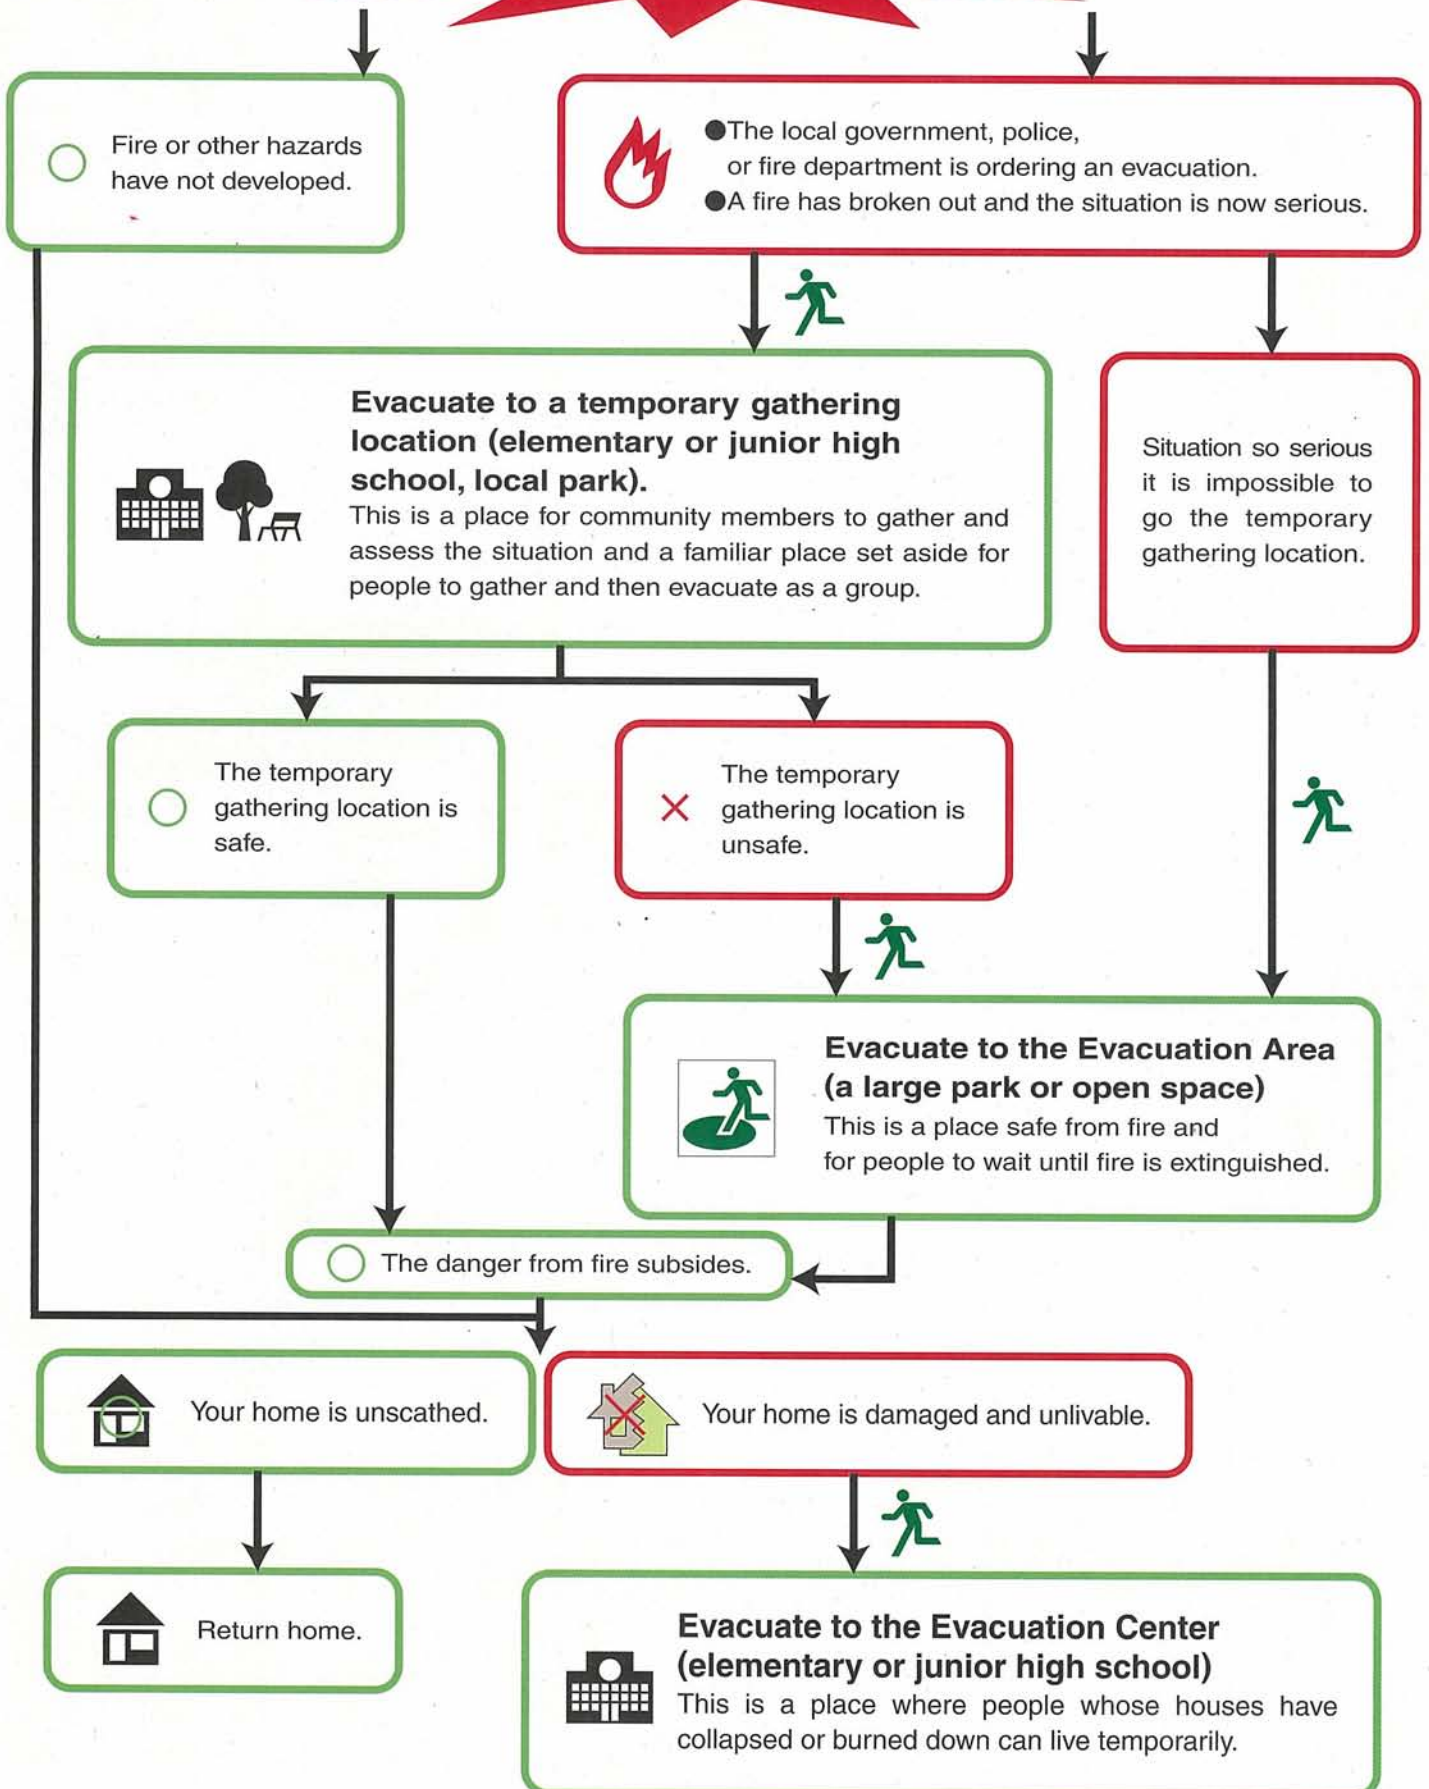 Fire or other hazards
have not developed.
●The local government, police,
or fire department is ordering an evacuation.
●A fire has broken out and the situation is now serious.
Evacuate to a temporary gathering
location (elementary or junior high
school, local park).
This is a place for community members to gather and
assess the situation and a familiar place set aside for
people to gather and then evacuate as a group.
Situation so serious
it is impossible to
go the temporary
gathering location.
The temporary
gathering location is
safe.
The temporary
gathering location is
unsafe.
Evacuate to the Evacuation Area
(a large park or open space)
This is a place safe from fire and
for people to wait until fire is extinguished.
The danger from fire subsides.
Your home is unscathed.
Your home is damaged and unlivable.
Return home.
Evacuate to the Evacuation Center
(elementary or junior high school)
This is a place where people whose houses have
collapsed or burned down can live temporarily.